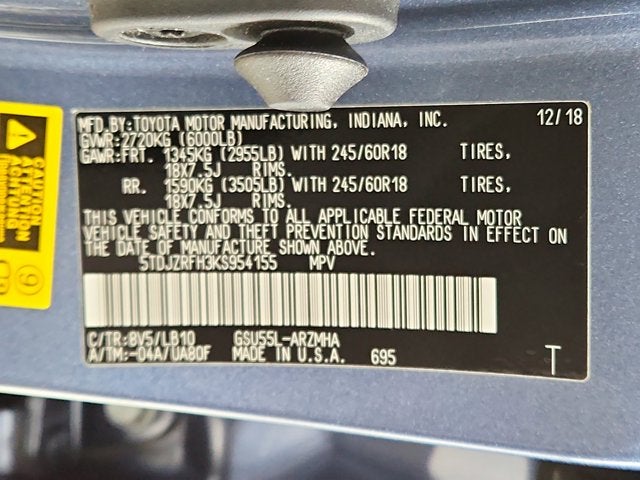 MFD.BY:TOYOTA MOTOR MANUFACTURING, INDIANA, INC. 12/18
GVWR:2720KG (6000LB)
GAWR:FRT. 1345KG (2955LB) WITH 245/60R18 TIRES,
18X7.5J RIMS.
RR. 1590KG (3505LB) WITH 245/60R18 TIRES,
18X7.5J RIMS.
THIS VEHICLE CONFORMS TO ALL APPLICABLE FEDERAL MOTOR
VEHICLE SAFETY AND THEFT PREVENTION STANDARDS IN EFFECT ON
THE DATE OF MANUFACTURE SHOWN ABOVE.
5TDJZRFH3KS954155 MPV
C/TR:8V5/LB10 GSU55L-ARZMHA
A/TM:-04A/UA80F MADE IN U.S.A. 695
T
CAUTION
9